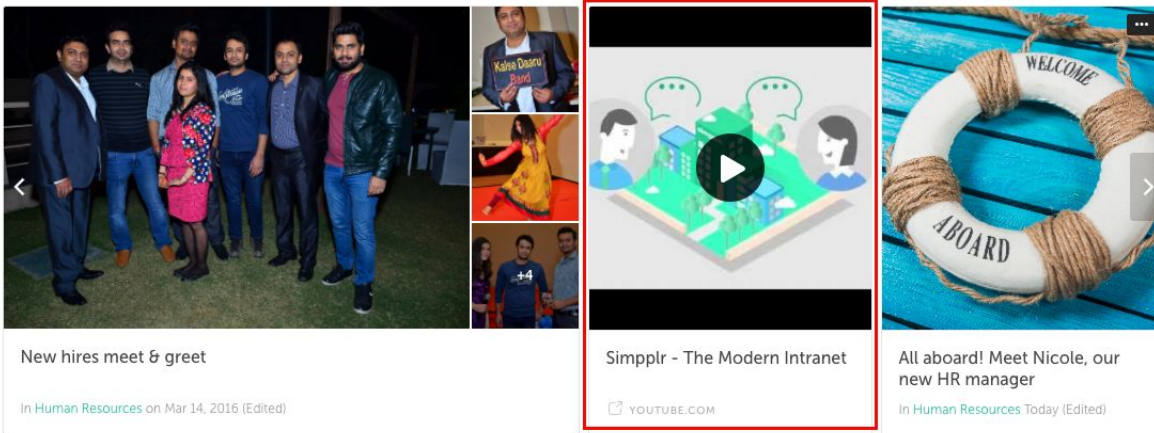 Kalse Daaru
Band
+4
WELCOME
ABOARD
New hires meet & greet
In Human Resources on Mar 14, 2016 (Edited)
Simpplr - The Modern Intranet
YOUTUBE.COM
All aboard! Meet Nicole, our
new HR manager
In Human Resources Today (Edited)